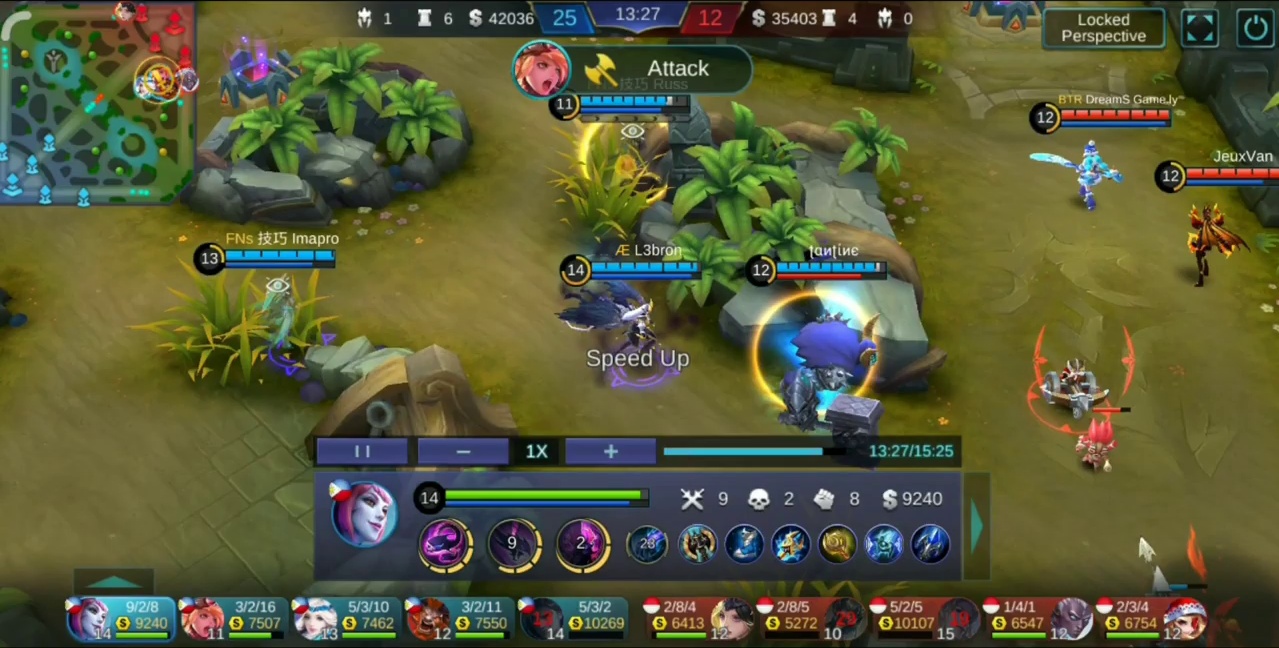 1 6 $ 42036 25 13:27 12 $ 35403 4 0
Locked
Perspective
Attack
技巧 Russ
11
BTR DreamS Game.ly
12
JeuxVan
12
FNs 技巧 Imapro
13
Æ L3bron
14
12
Speed Up
1X
13:27/15:25
14 9 2 8 $ 9240
9 2 28
9/2/8 3/2/16 5/3/10 3/2/11 5/3/2 2/8/4 2/8/5 5/2/5 1/4/1 2/3/4
$ 9240 $ 7507 $ 7462 $ 7550 $ 10269 $ 6413 $ 5272 $ 10107 $ 6547 $ 6754
14 11 13 12 14 12 10 15 12 12